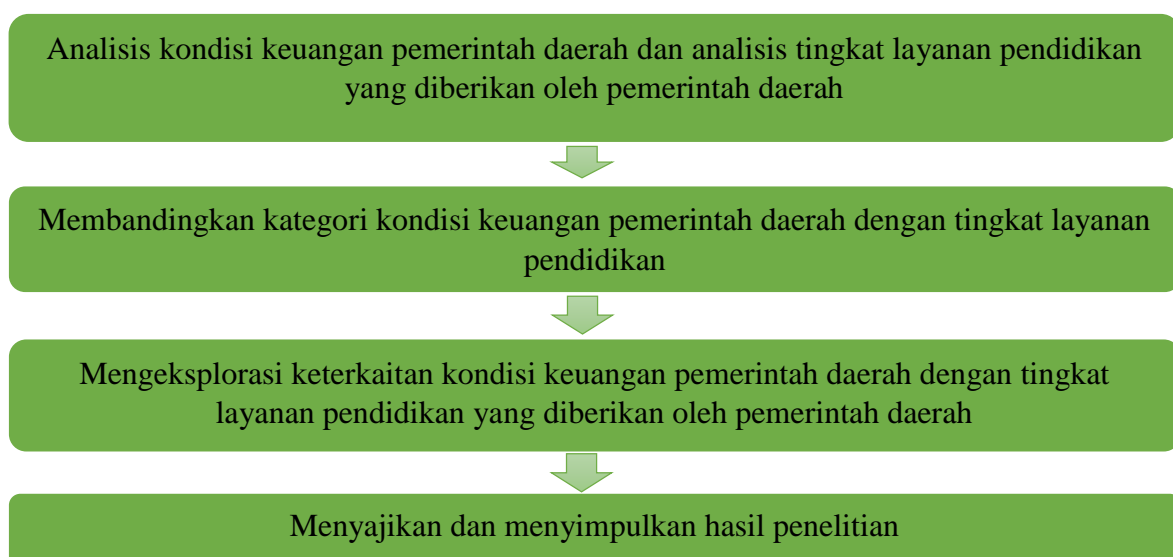 Analisis kondisi keuangan pemerintah daerah dan analisis tingkat layanan pendidikan
yang diberikan oleh pemerintah daerah
Membandingkan kategori kondisi keuangan pemerintah daerah dengan tingkat layanan
pendidikan
Mengeksplorasi keterkaitan kondisi keuangan pemerintah daerah dengan tingkat
layanan pendidikan yang diberikan oleh pemerintah daerah
Menyajikan dan menyimpulkan hasil penelitian